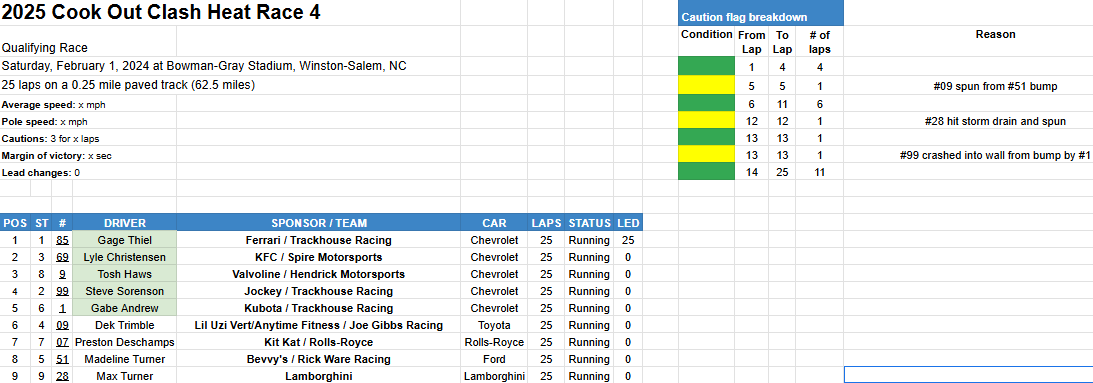 2025 Cook Out Clash Heat Race 4
Qualifying Race
Saturday, February 1, 2024 at Bowman-Gray Stadium, Winston-Salem, NC
25 laps on a 0.25 mile paved track (62.5 miles)
Average speed: x mph
Pole speed: x mph
Cautions: 3 for x laps
Margin of victory: x sec
Lead changes: 0
Caution flag breakdown
Condition From Lap To Lap # of laps Reason
1 4 4
5 5 1 #09 spun from #51 bump
6 11 6
12 12 1 #28 hit storm drain and spun
13 13 1
13 13 1 #99 crashed into wall from bump by #1
14 25 11
POS ST # DRIVER SPONSOR / TEAM CAR LAPS STATUS LED
1 1 85 Gage Thiel Ferrari / Trackhouse Racing Chevrolet 25 Running 25
2 3 69 Lyle Christensen KFC / Spire Motorsports Chevrolet 25 Running 0
3 8 9 Tosh Haws Valvoline / Hendrick Motorsports Chevrolet 25 Running 0
4 2 99 Steve Sorenson Jockey / Trackhouse Racing Chevrolet 25 Running 0
5 6 1 Gabe Andrew Kubota / Trackhouse Racing Chevrolet 25 Running 0
6 4 09 Dek Trimble Lil Uzi Vert/Anytime Fitness / Joe Gibbs Racing Toyota 25 Running 0
7 7 07 Preston Deschamps Kit Kat / Rolls-Royce Rolls-Royce 25 Running 0
8 5 51 Madeline Turner Bevvy's / Rick Ware Racing Ford 25 Running 0
9 9 28 Max Turner Lamborghini Lamborghini 25 Running 0